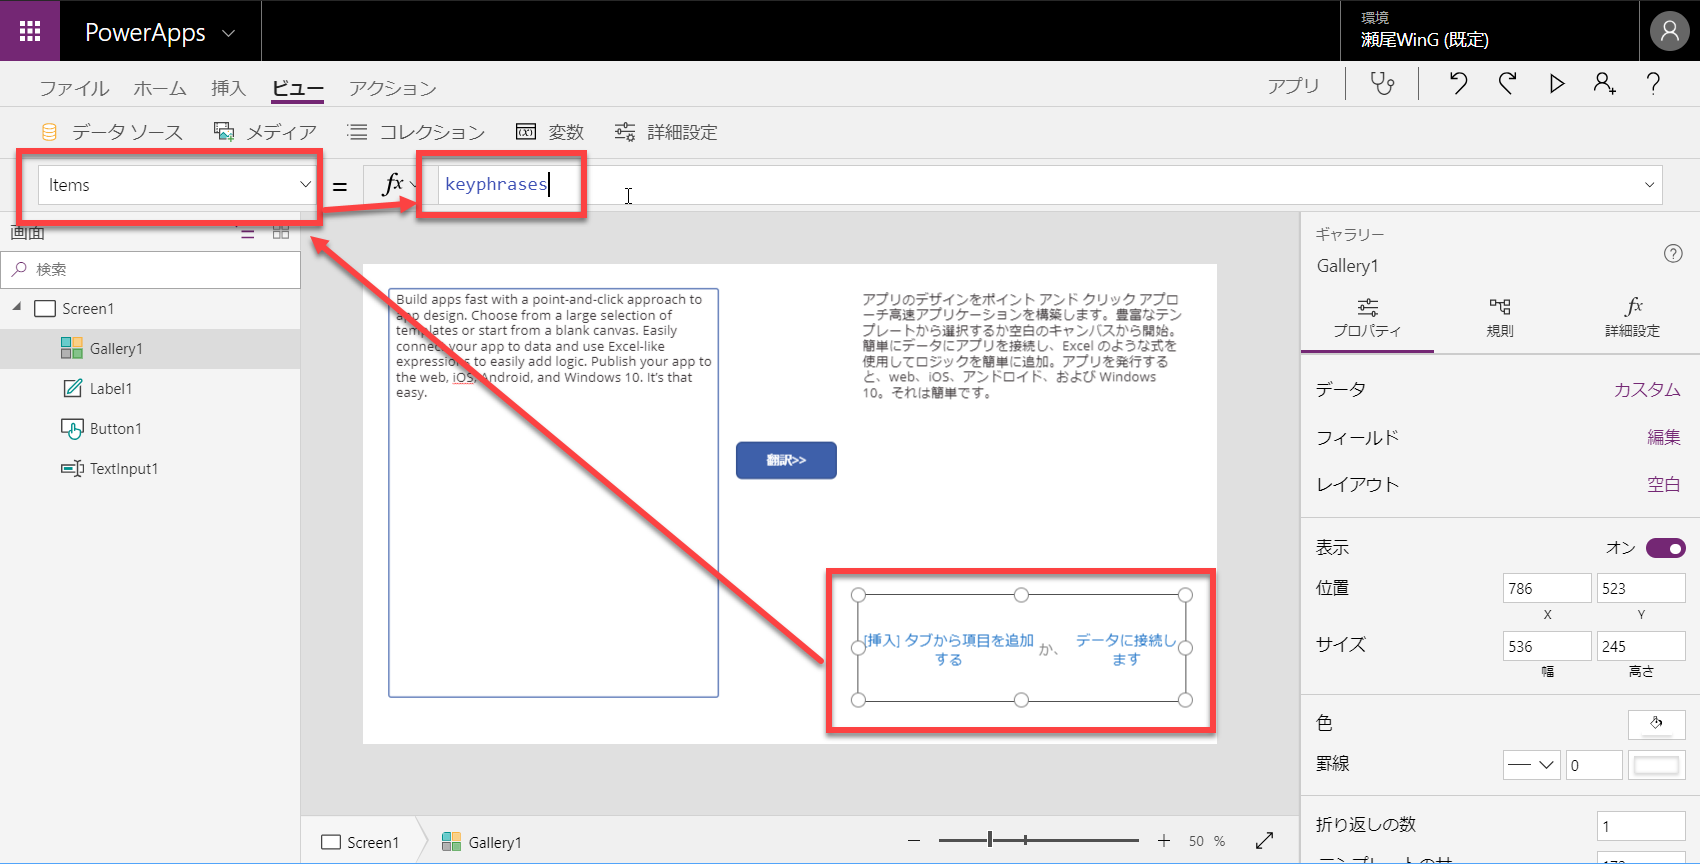 PowerApps
環境
瀬尾WinG (既定)
ファイル ホーム 挿入 ビュー アクション
アプリ
データ ソース メディア コレクション 変数 詳細設定
Items = fx keyphrases
画面
検索
Screen1
Gallery1
Label1
Button1
TextInput1
Build apps fast with a point-and-click approach to
app design. Choose from a large selection of
templates or start from a blank canvas. Easily
connect your app to data and use Excel-like
expressions to easily add logic. Publish your app to
the web, iOS, Android, and Windows 10. It's that
easy.
翻訳>>
アプリのデザインをポイント アンド クリック アプロ
ーチ高速アプリケーションを構築します。豊富なテン
プレートから選択するか空白のキャンバスから開始。
簡単にデータにアプリを接続し、Excel のような式を
使用してロジックを簡単に追加。アプリを発行する
と、web、iOS、アンドロイド、および Windows
10。それは簡単です。
[挿入] タブから項目を追加
する
か、
データに接続し
ます
ギャラリー
Gallery1
プロパティ 規則 詳細設定
データ カスタム
フィールド 編集
レイアウト 空白
表示 オン
位置 786 523
X Y
サイズ 536 245
幅 高さ
色
罫線 0
折り返しの数 1
Screen1 Gallery1
50 %